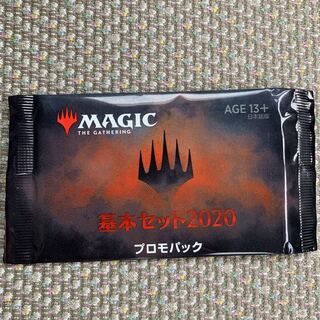 MAGIC
THE GATHERING
AGE 13+
日本語版
基本セット2020
プロモパック